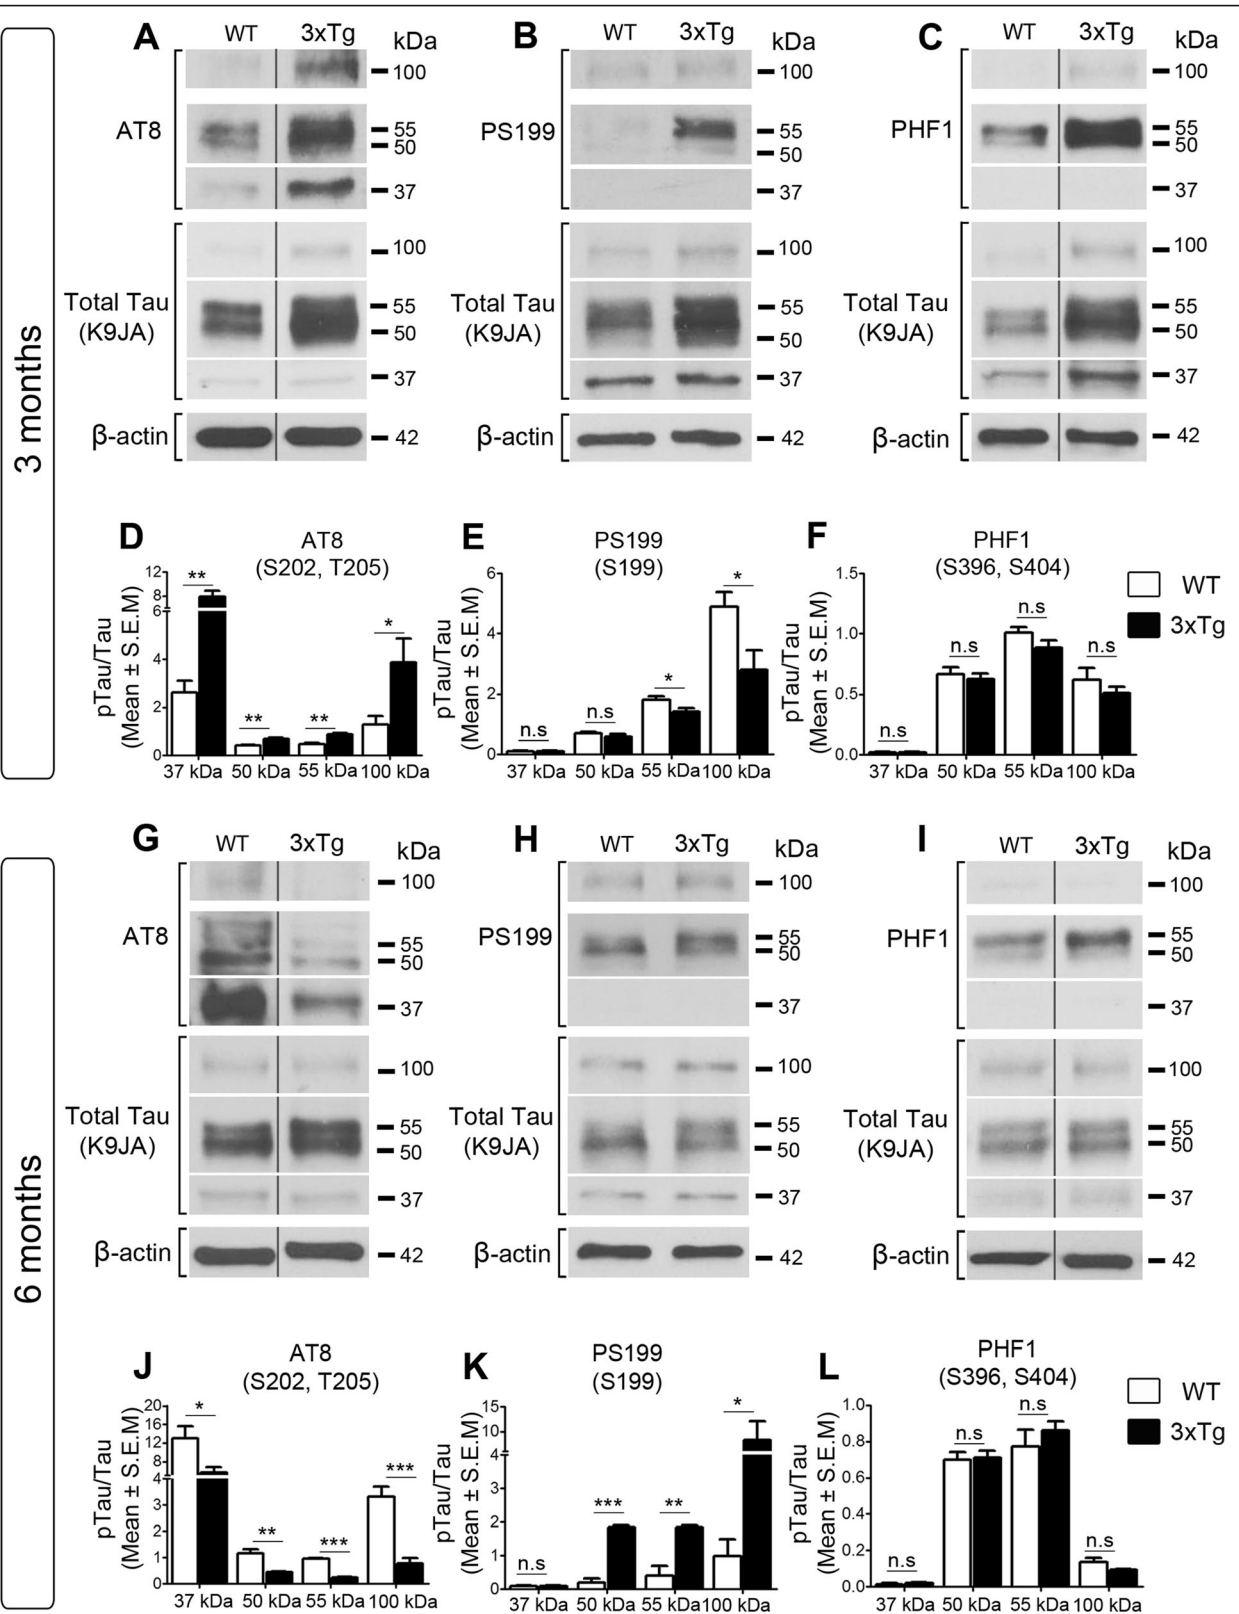 3 months
A WT 3xTg kDa
AT8
100
55
50
37
Total Tau
(K9JA)
100
55
50
37
β-actin
42
B WT 3xTg kDa
PS199
100
55
50
37
Total Tau
(K9JA)
100
55
50
37
β-actin
42
C WT 3xTg kDa
PHF1
100
55
50
37
Total Tau
(K9JA)
100
55
50
37
β-actin
42
D AT8
(S202, T205)
pTau/Tau
(Mean ± S.E.M)
12
8
6
4
2
0
** ** ** *
37 kDa 50 kDa 55 kDa 100 kDa
E PS199
(S199)
pTau/Tau
(Mean ± S.E.M)
6
4
2
0
n.s n.s * *
37 kDa 50 kDa 55 kDa 100 kDa
F PHF1
(S396, S404)
pTau/Tau
(Mean ± S.E.M)
1.5
1.0
0.5
0.0
n.s n.s n.s n.s
37 kDa 50 kDa 55 kDa 100 kDa
WT
3xTg
6 months
G WT 3xTg kDa
AT8
100
55
50
37
Total Tau
(K9JA)
100
55
50
37
β-actin
42
H WT 3xTg kDa
PS199
100
55
50
37
Total Tau
(K9JA)
100
55
50
37
β-actin
42
I WT 3xTg kDa
PHF1
100
55
50
37
Total Tau
(K9JA)
100
55
50
37
β-actin
42
J AT8
(S202, T205)
pTau/Tau
(Mean ± S.E.M)
20
16
12
8
4
3
2
1
0
* ** *** ***
37 kDa 50 kDa 55 kDa 100 kDa
K PS199
(S199)
pTau/Tau
(Mean ± S.E.M)
15
10
5
4
3
2
1
0
n.s *** ** *
37 kDa 50 kDa 55 kDa 100 kDa
L PHF1
(S396, S404)
pTau/Tau
(Mean ± S.E.M)
1.0
0.8
0.6
0.4
0.2
0.0
n.s n.s n.s n.s
37 kDa 50 kDa 55 kDa 100 kDa
WT
3xTg